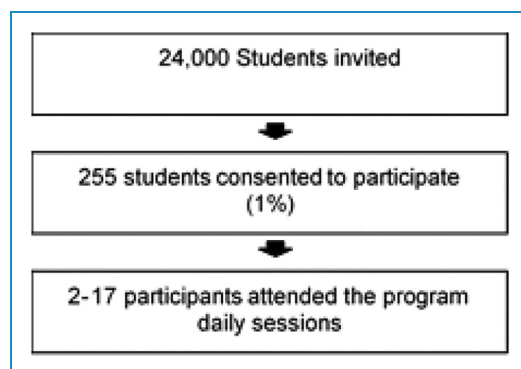 24,000 Students invited
255 students consented to participate
(1%)
2-17 participants attended the program
daily sessions